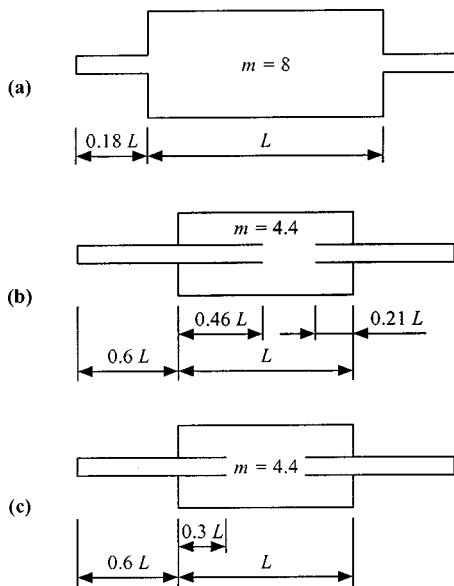 (a)
m = 8
0.18 L
L
(b)
m = 4.4
0.46 L
0.21 L
0.6 L
L
(c)
m = 4.4
0.3 L
0.6 L
L